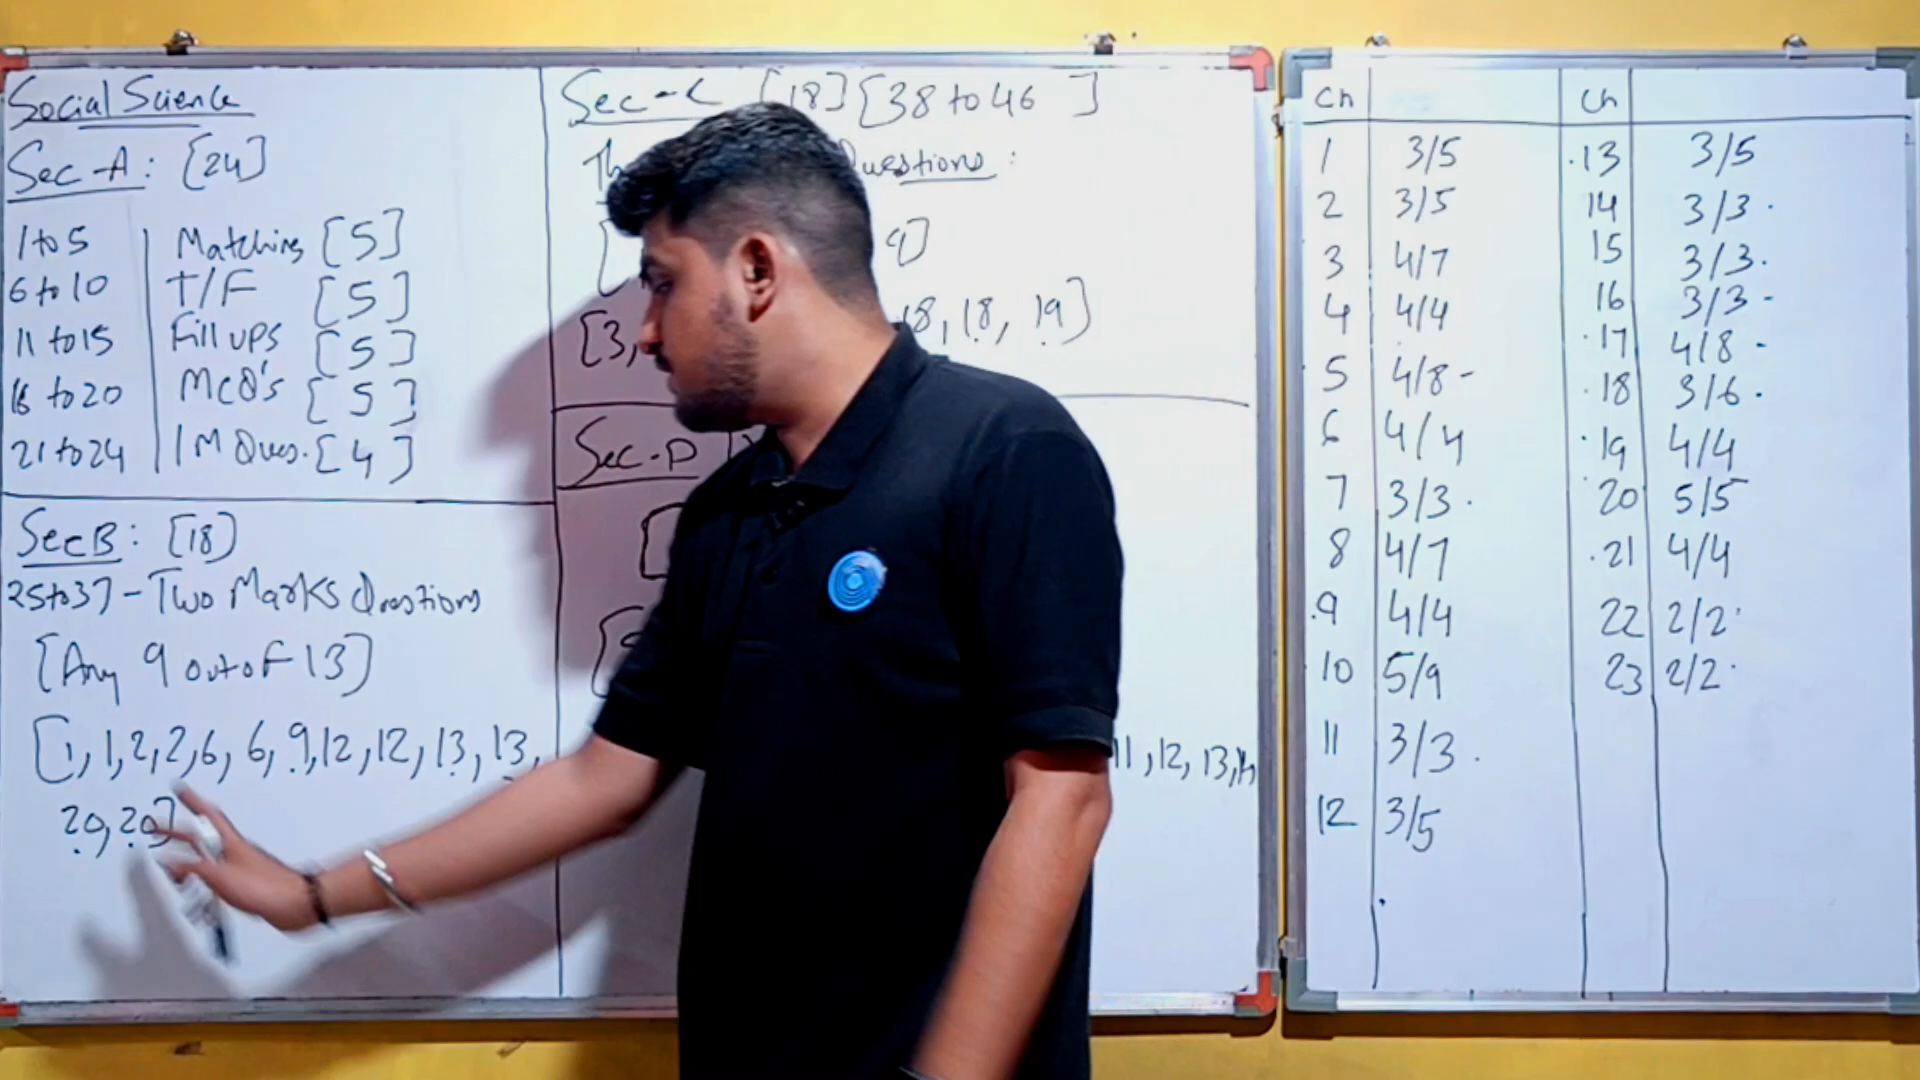 Social Science
Sec-A: [24]
1 to 5 Matching [5]
6 to 10 T/F [5]
11 to 15 Fill ups [5]
16 to 20 MCQ's [5]
21 to 24 1M Ques. [4]
Sec B: [18]
25 to 37 - Two Marks Questions
[Any 9 out of 13]
[1, 1, 2, 2, 6, 6, 9, 12, 12, 13, 13,
20, 20]
Sec-C [18] [38 to 46 ]
Questions:
9]
[3, 18, 18, 19]
Sec-D
11, 12, 13,
Ch Ch
1 3/5 13 3/5
2 3/5 14 3/3
3 4/7 15 3/3
4 4/4 16 3/3
5 4/8 17 4/8
6 4/4 18 3/6
7 3/3 19 4/4
8 4/7 20 5/5
9 4/4 21 4/4
10 5/9 22 2/2
11 3/3 23 2/2
12 3/5